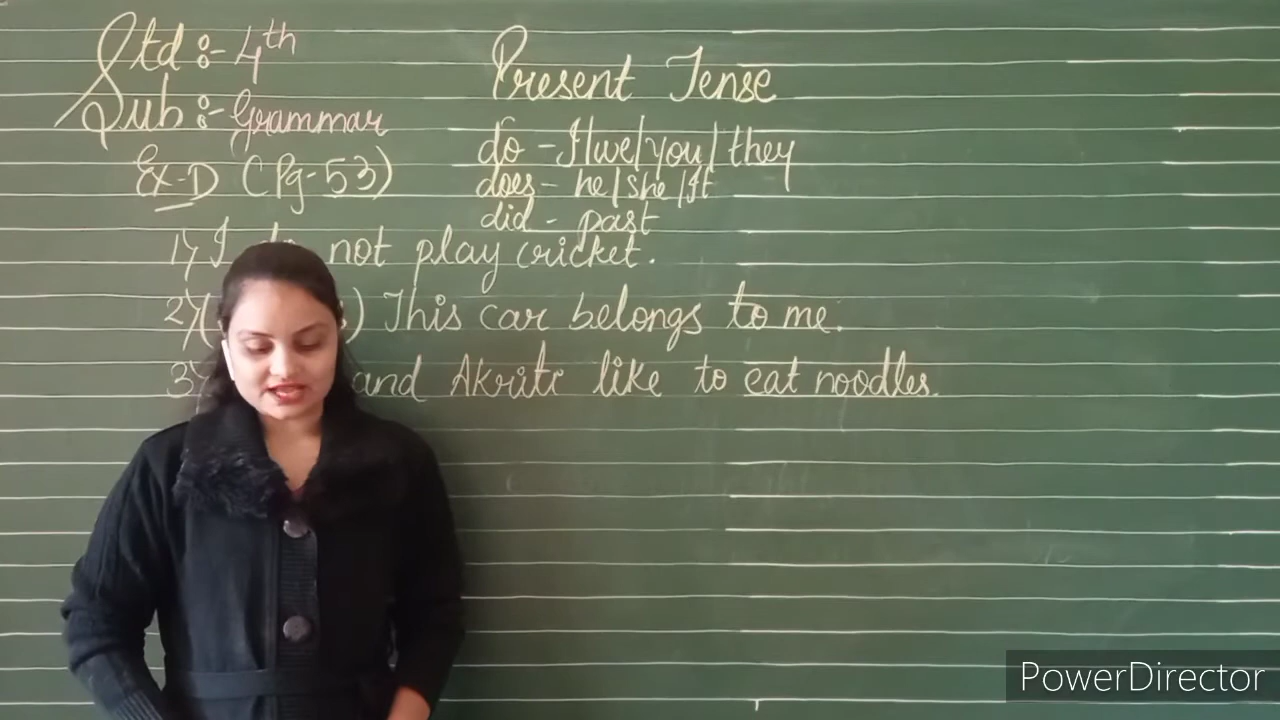 Std :- 4th
Sub :- Grammar
Ex-D (Pg-53)
Present Tense
do - I/we/you/they
does - he/she/It
did - past
1) I do not play cricket.
2) ( ) This car belongs to me.
3) and Akriti like to eat noodles.
PowerDirector